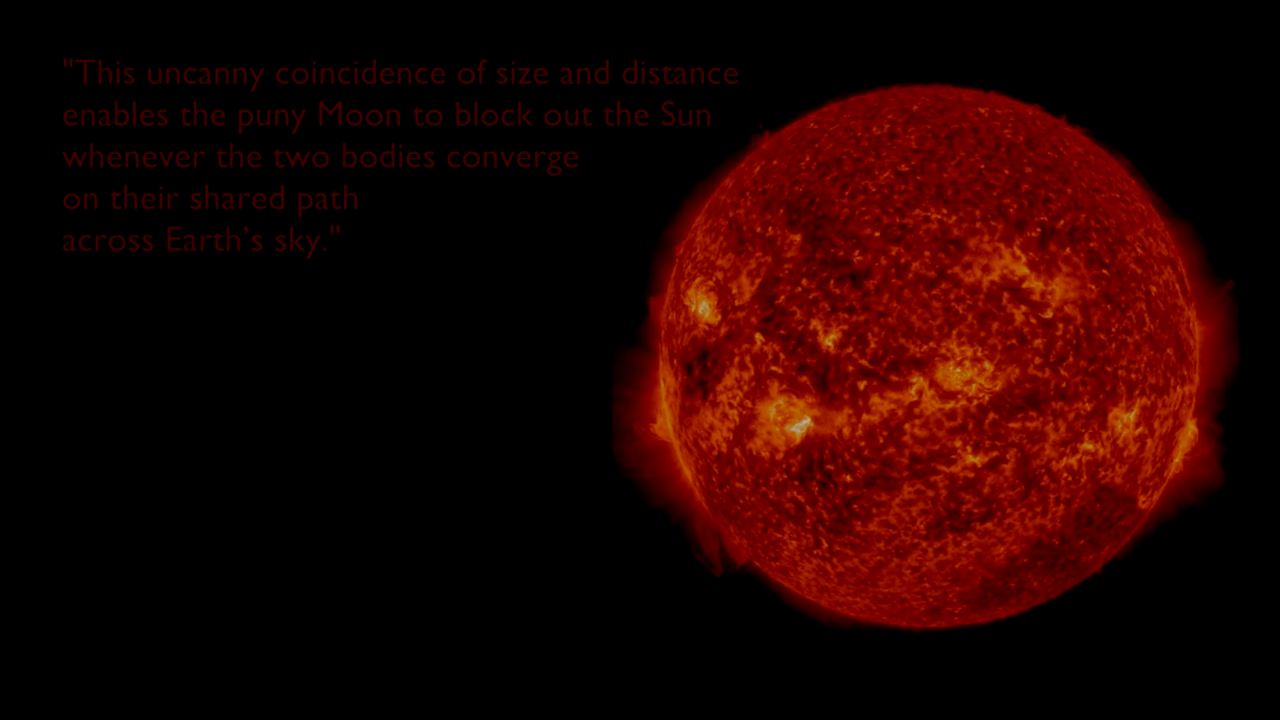 "This uncanny coincidence of size and distance
enables the puny Moon to block out the Sun
whenever the two bodies converge
on their shared path
across Earth’s sky."